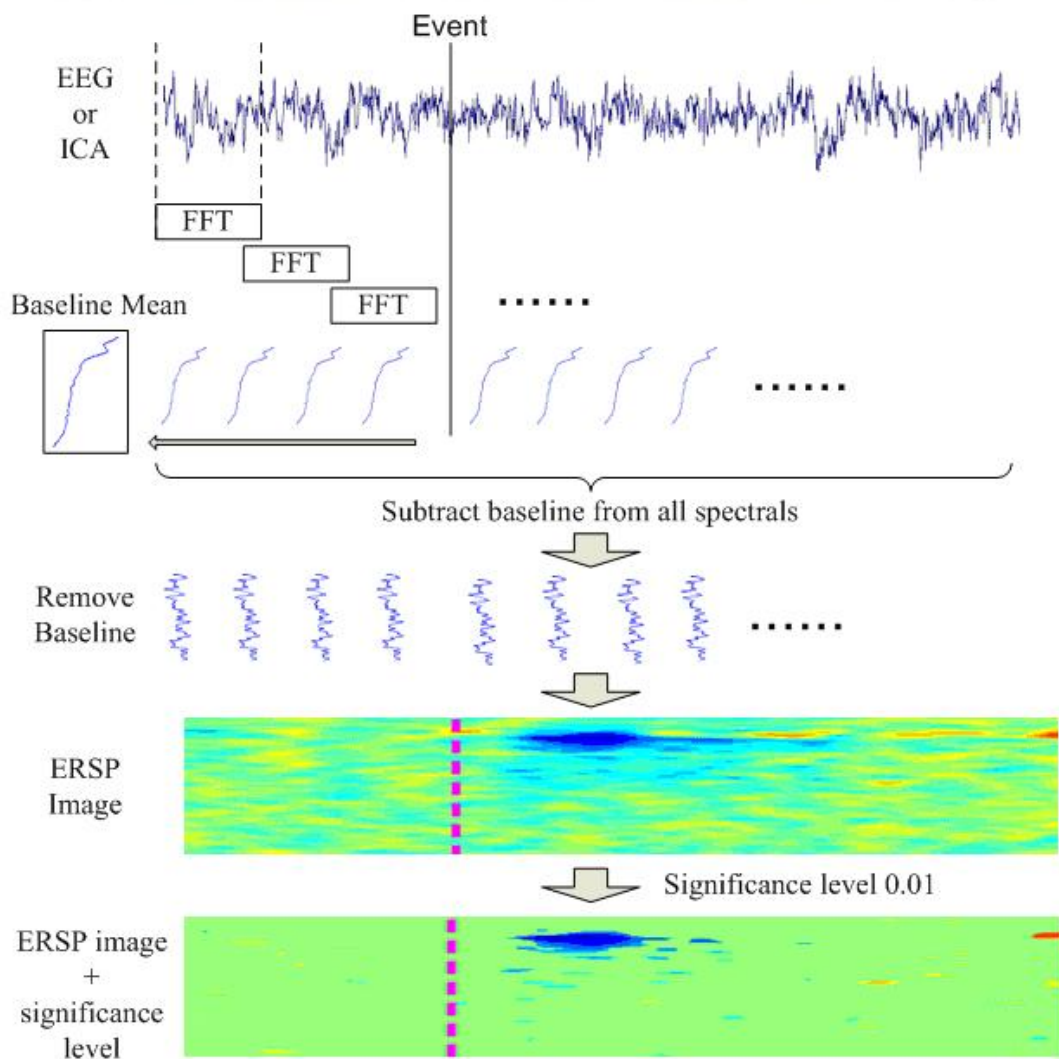 Event
EEG
or
ICA
FFT
FFT
FFT
Baseline Mean
Subtract baseline from all spectrals
Remove
Baseline
ERSP
Image
Significance level 0.01
ERSP image
+
significance
level